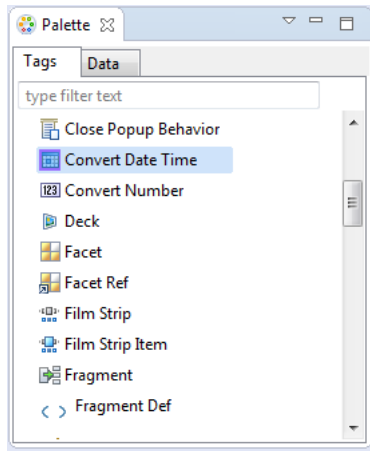 Palette
Tags Data
type filter text
Close Popup Behavior
Convert Date Time
123 Convert Number
Deck
Facet
Facet Ref
Film Strip
Film Strip Item
Fragment
Fragment Def